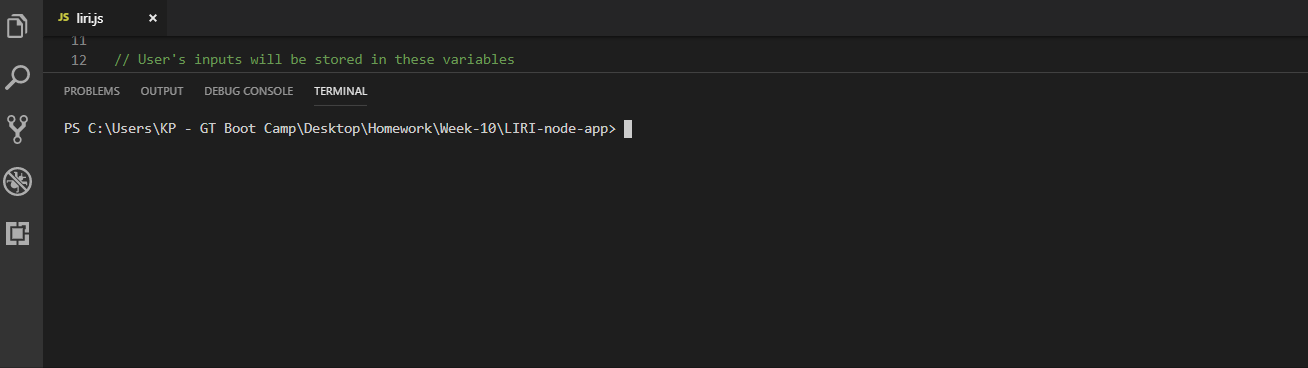 JS liri.js ×
11
12 // User's inputs will be stored in these variables
PROBLEMS OUTPUT DEBUG CONSOLE TERMINAL
PS C:\Users\KP - GT Boot Camp\Desktop\Homework\Week-10\LIRI-node-app>